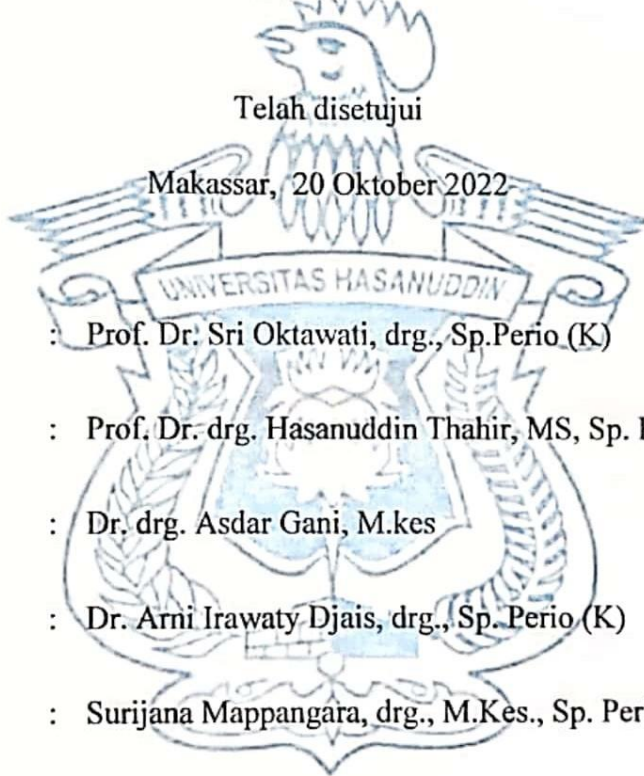 Telah disetujui
Makassar, 20 Oktober 2022
UNIVERSITAS HASANUDDIN
: Prof. Dr. Sri Oktawati, drg., Sp.Perio (K)
: Prof. Dr. drg. Hasanuddin Thahir, MS, Sp.
: Dr. drg. Asdar Gani, M.kes
: Dr. Arni Irawaty Djais, drg., Sp. Perio (K)
: Surijana Mappangara, drg., M.Kes., Sp. Per